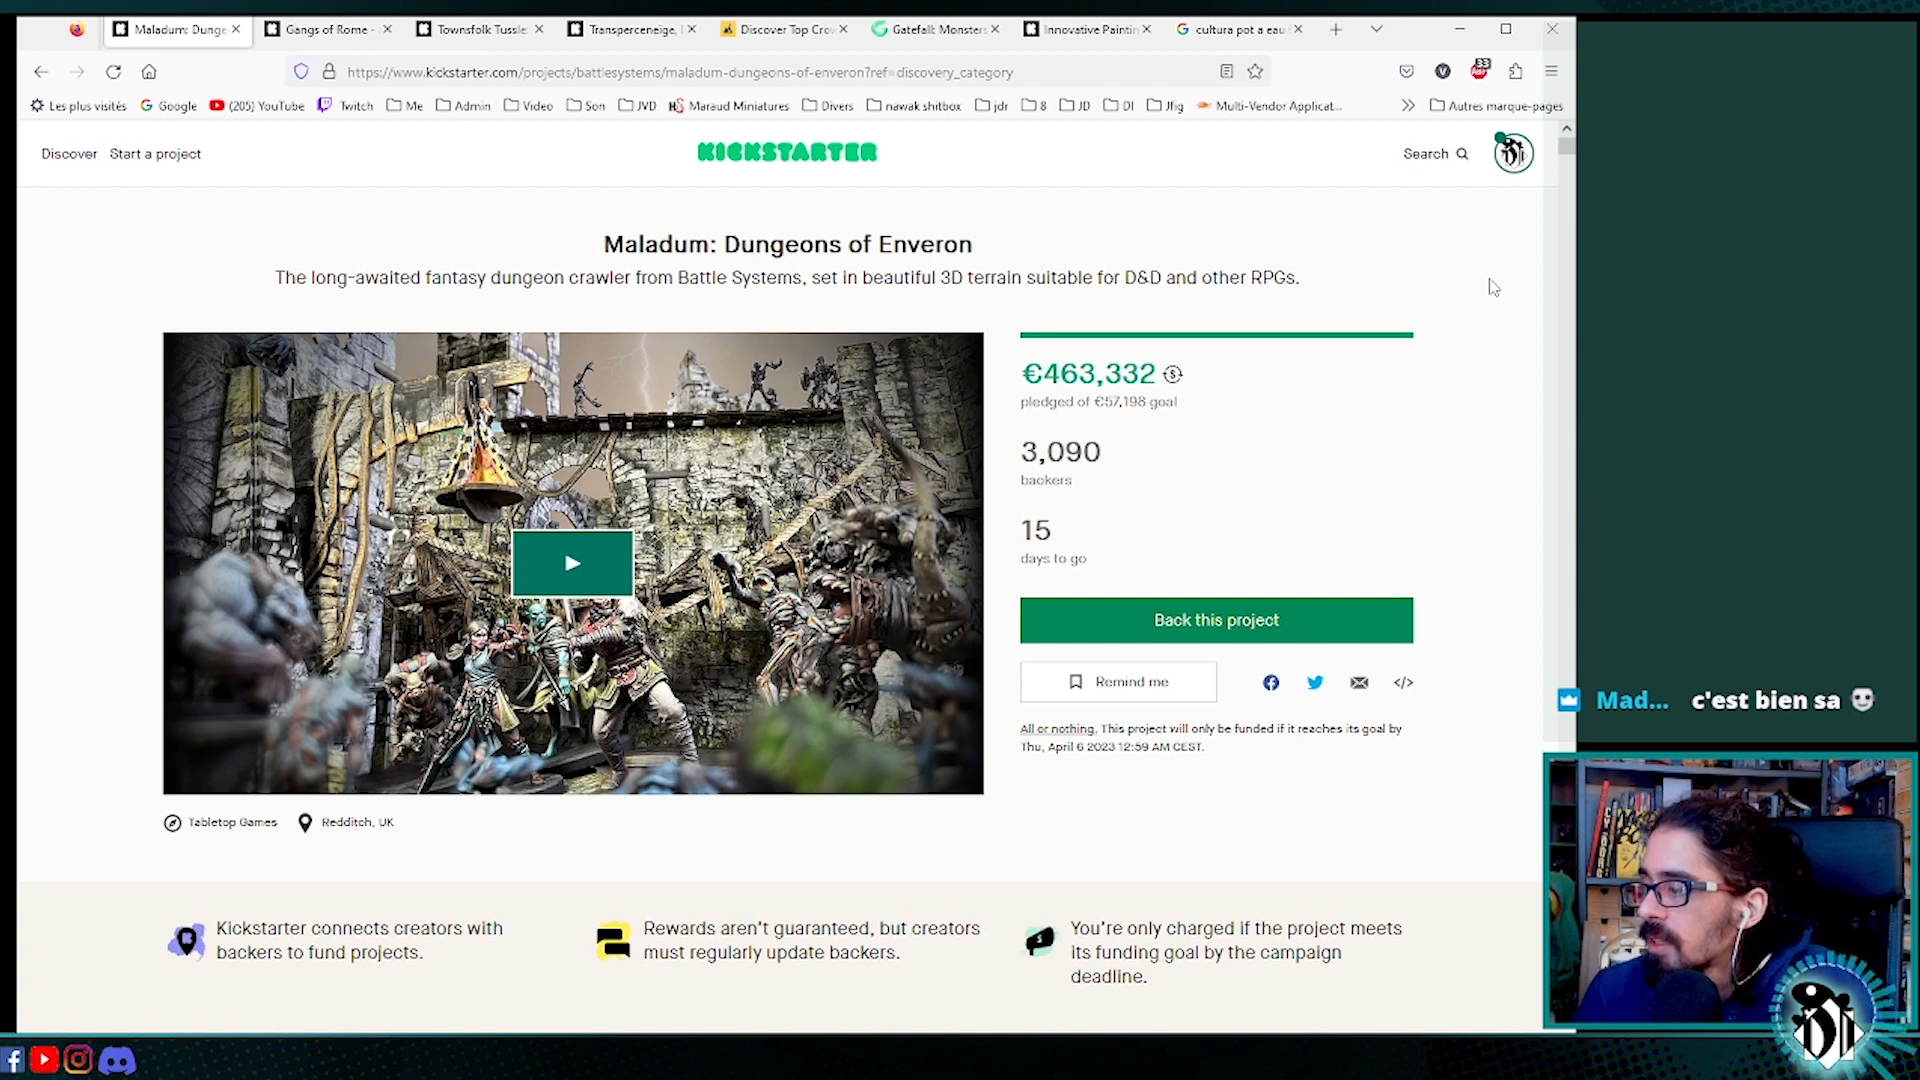 Maladum: Dunge
Gangs of Rome -
Townsfolk Tussle:
Transperceneige,
Discover Top Crow
Gatefall: Monsters
Innovative Paintin
cultura pot a eau
https://www.kickstarter.com/projects/battlesystems/maladum-dungeons-of-enveron?ref=discovery_category
33
Les plus visités
Google
(205) YouTube
Twitch
Me
Admin
Video
Son
JVD
Maraud Miniatures
Divers
nawak shitbox
jdr
8
JD
DI
Jfig
Multi-Vendor Applicat...
Autres marque-pages
Discover
Start a project
KICKSTARTER
Search
Maladum: Dungeons of Enveron
The long-awaited fantasy dungeon crawler from Battle Systems, set in beautiful 3D terrain suitable for D&D and other RPGs.
€463,332
pledged of €57,198 goal
3,090
backers
15
days to go
Back this project
Remind me
All or nothing. This project will only be funded if it reaches its goal by
Thu, April 6 2023 12:59 AM CEST.
Tabletop Games
Redditch, UK
Mad... c'est bien sa
Kickstarter connects creators with
backers to fund projects.
Rewards aren't guaranteed, but creators
must regularly update backers.
You're only charged if the project meets
its funding goal by the campaign
deadline.